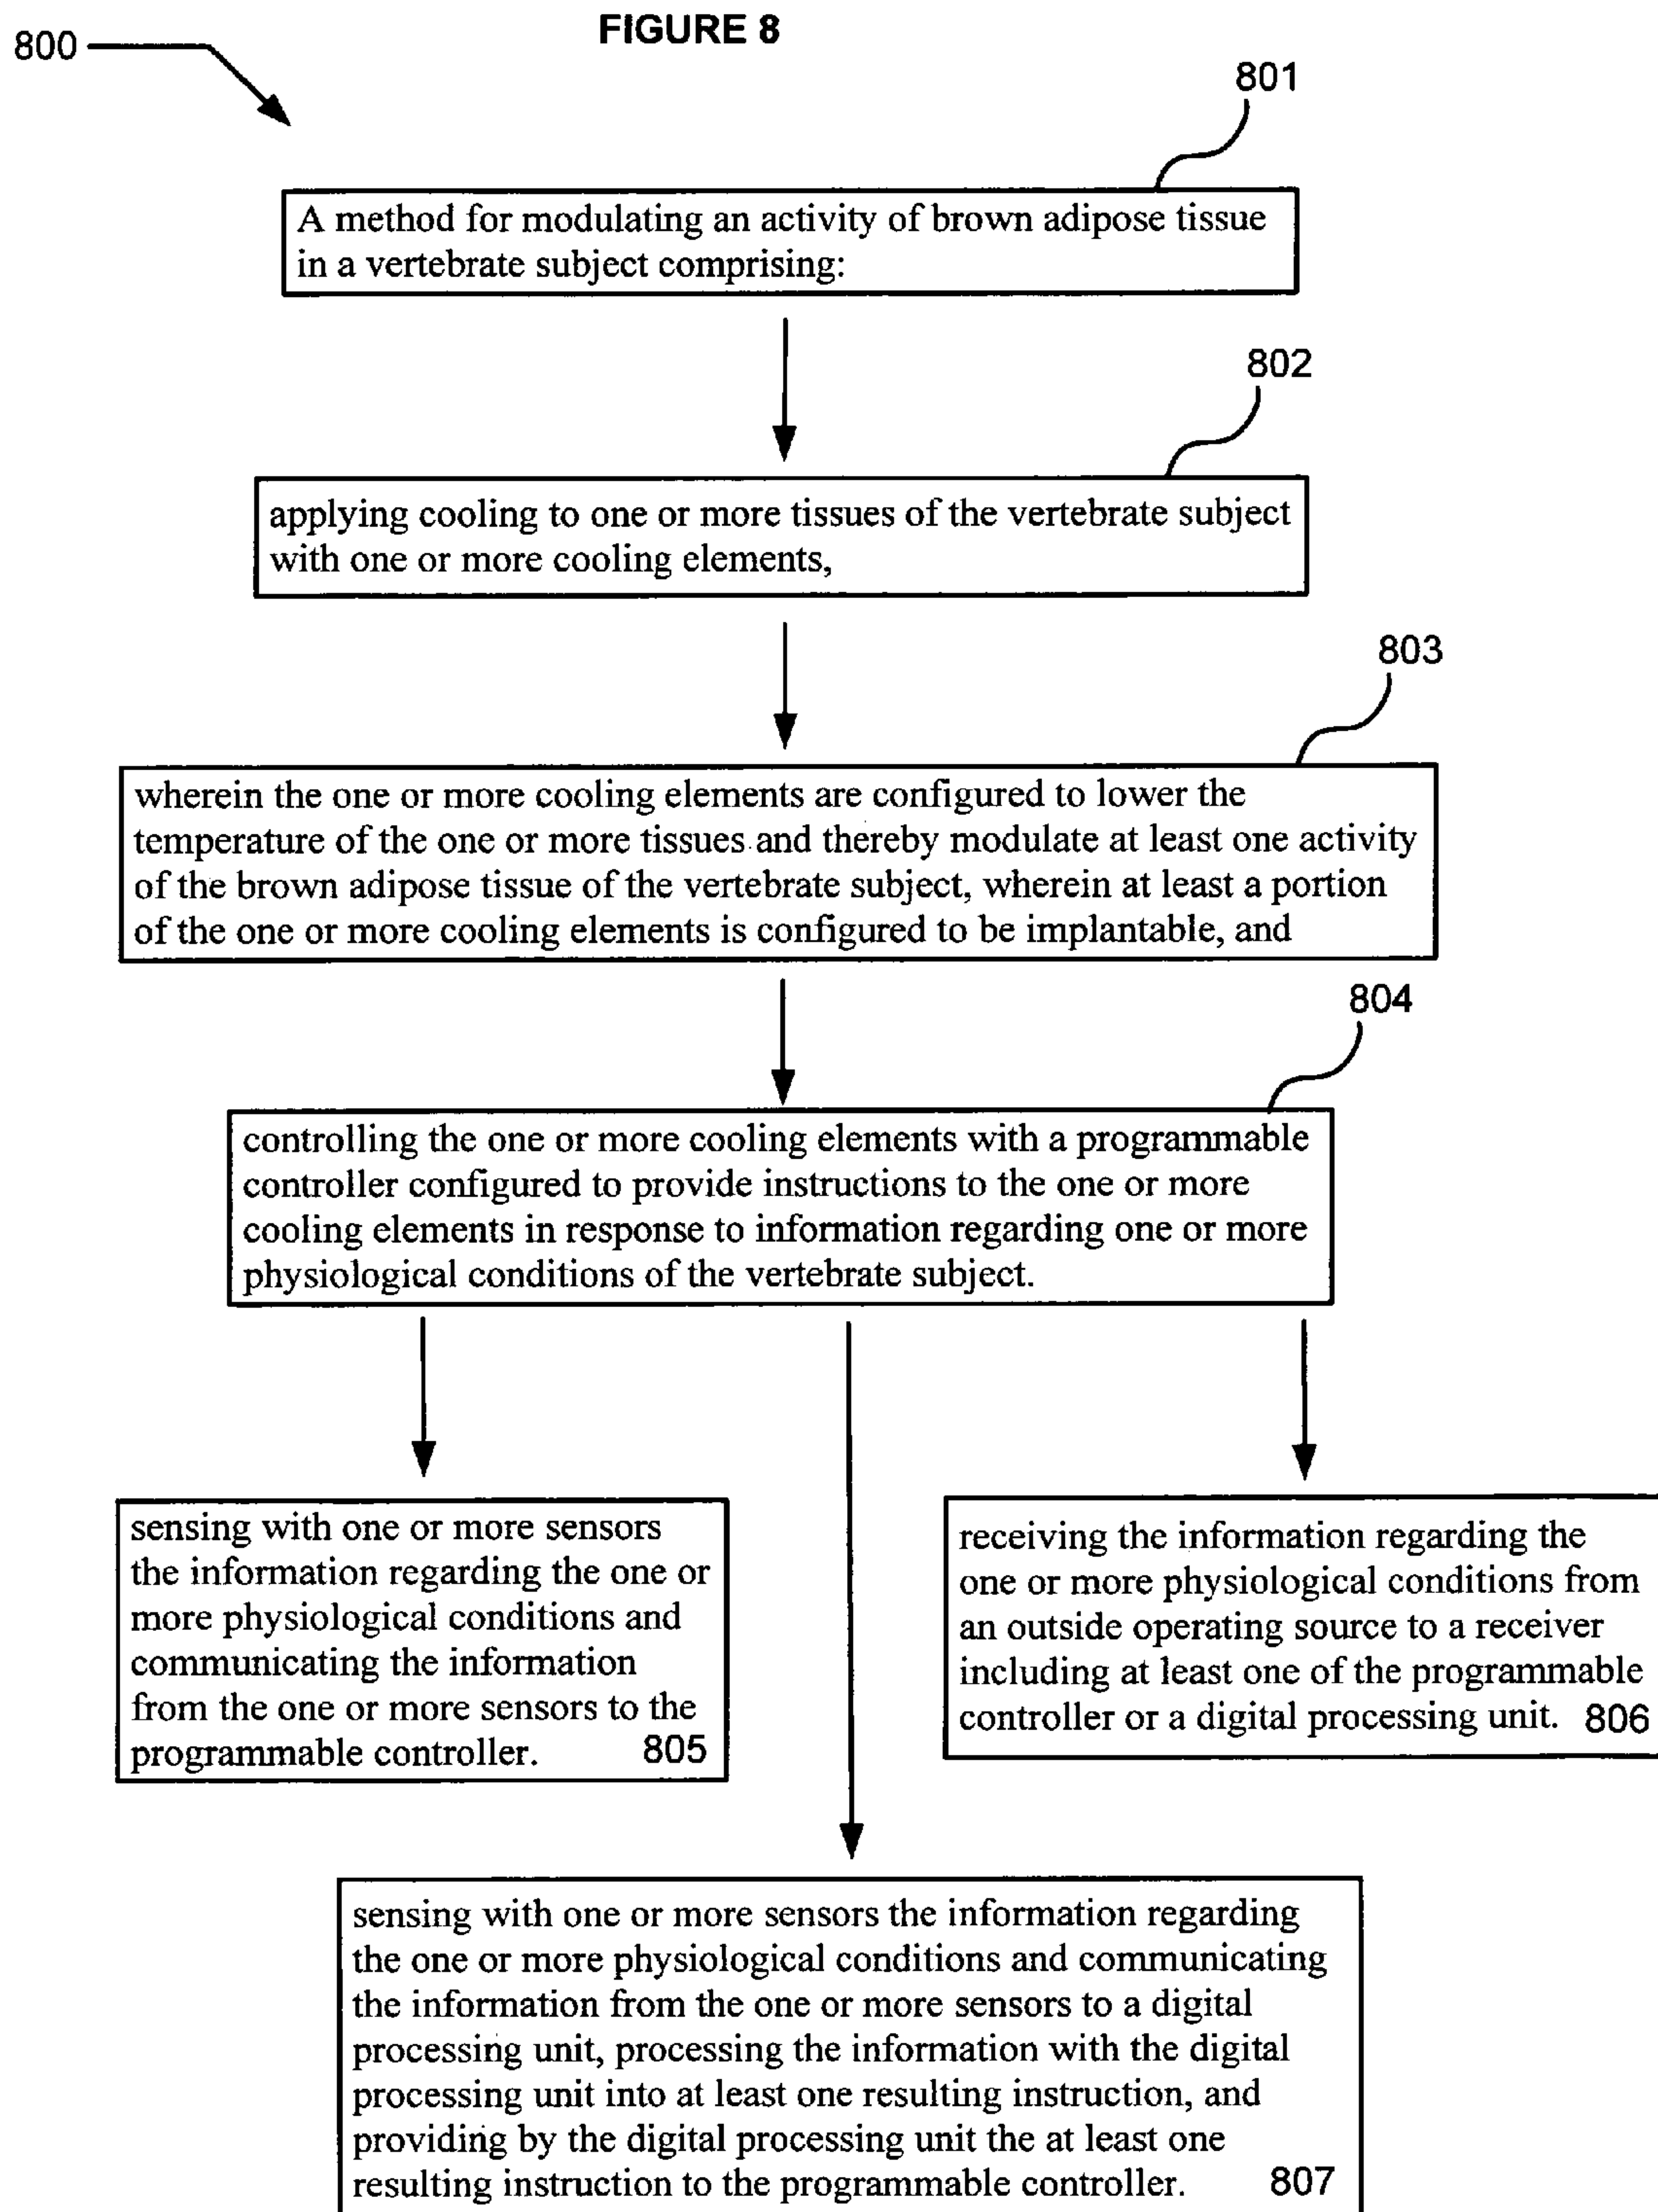 FIGURE 8
800
801
A method for modulating an activity of brown adipose tissue
in a vertebrate subject comprising:
802
applying cooling to one or more tissues of the vertebrate subject
with one or more cooling elements,
803
wherein the one or more cooling elements are configured to lower the
temperature of the one or more tissues and thereby modulate at least one activity
of the brown adipose tissue of the vertebrate subject, wherein at least a portion
of the one or more cooling elements is configured to be implantable, and
804
controlling the one or more cooling elements with a programmable
controller configured to provide instructions to the one or more
cooling elements in response to information regarding one or more
physiological conditions of the vertebrate subject.
sensing with one or more sensors
the information regarding the one or
more physiological conditions and
communicating the information
from the one or more sensors to the
programmable controller. 805
receiving the information regarding the
one or more physiological conditions from
an outside operating source to a receiver
including at least one of the programmable
controller or a digital processing unit. 806
sensing with one or more sensors the information regarding
the one or more physiological conditions and communicating
the information from the one or more sensors to a digital
processing unit, processing the information with the digital
processing unit into at least one resulting instruction, and
providing by the digital processing unit the at least one
resulting instruction to the programmable controller. 807